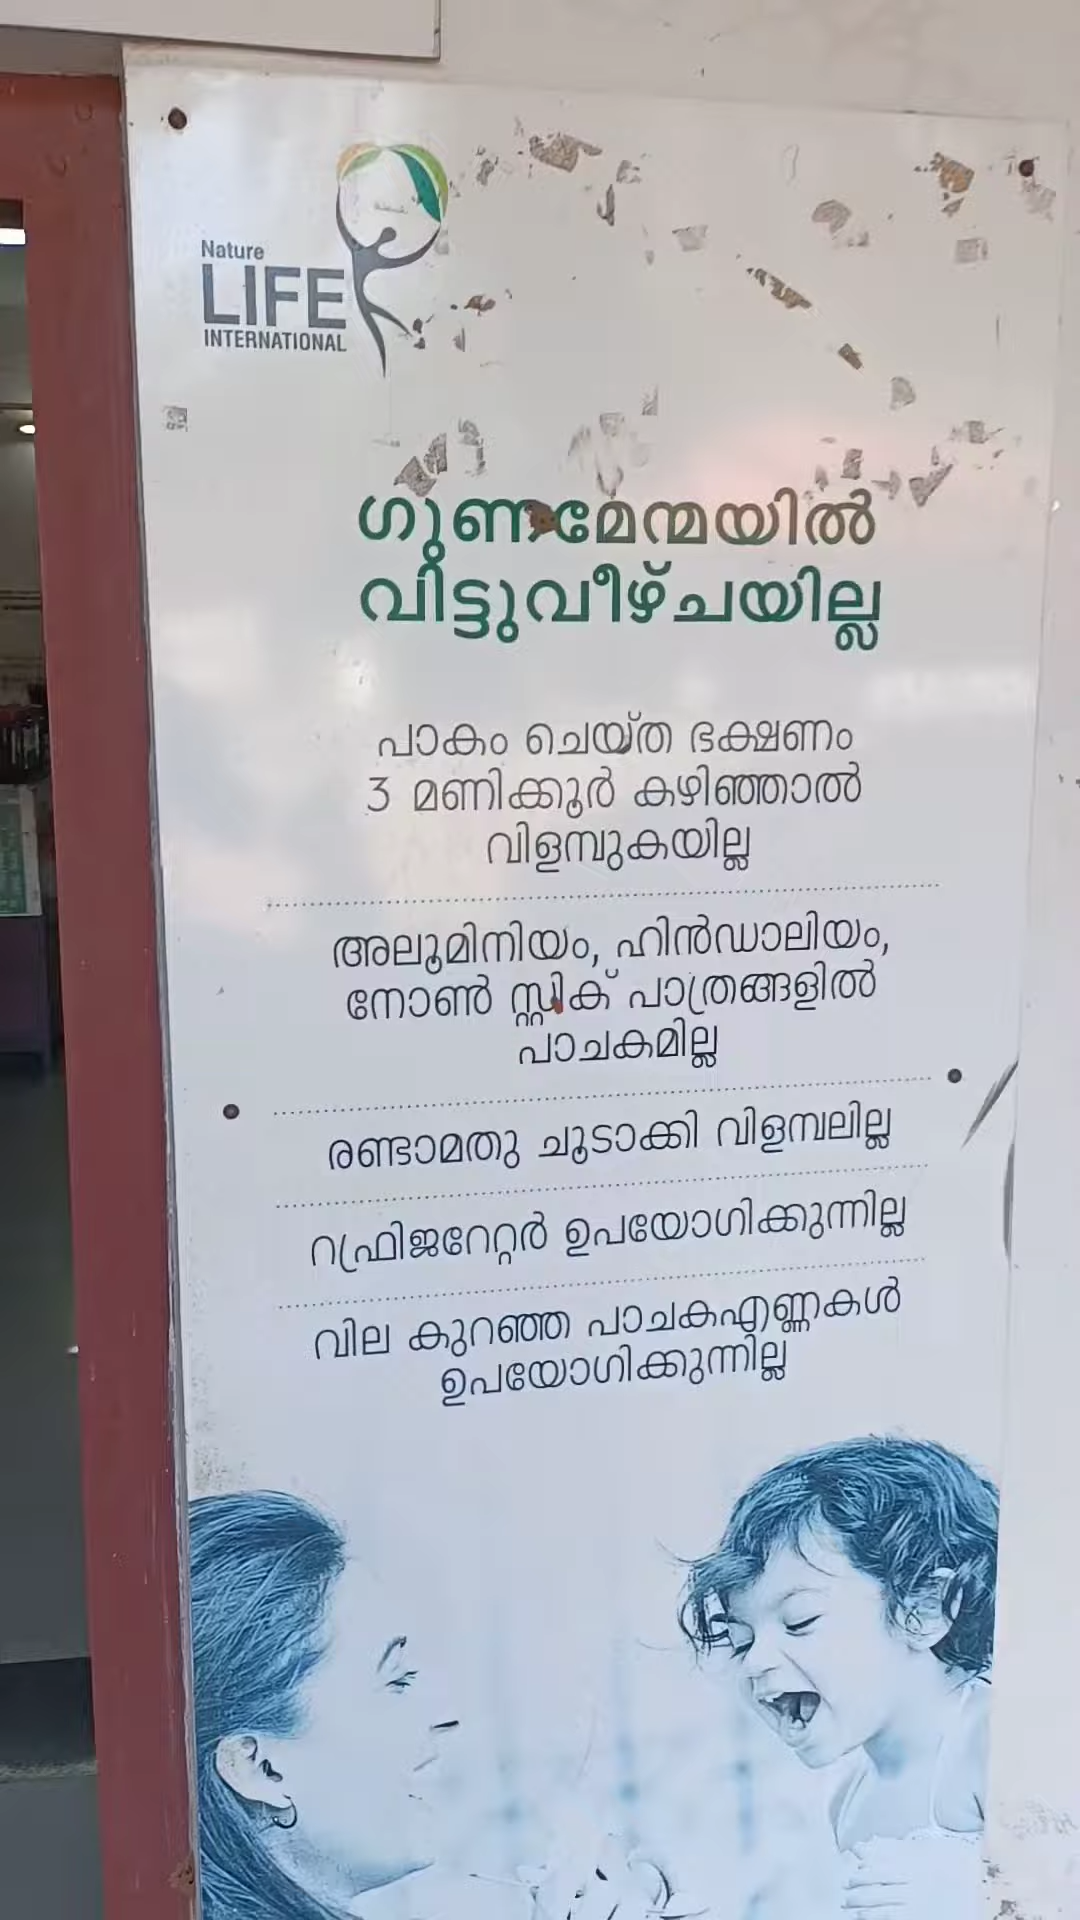 Nature
LIFE
INTERNATIONAL
ഗുണമേന്മയിൽ
വിട്ടുവീഴ്ചയില്ല
പാകം ചെയ്ത ഭക്ഷണം
3 മണിക്കൂർ കഴിഞ്ഞാൽ
വിളമ്പുകയില്ല
അലൂമിനിയം, ഹിൻഡാലിയം,
നോൺ സ്റ്റിക് പാത്രങ്ങളിൽ
പാചകമില്ല
രണ്ടാമതു ചൂടാക്കി വിളമ്പലില്ല
റഫ്രിജറേറ്റർ ഉപയോഗിക്കുന്നില്ല
വില കുറഞ്ഞ പാചകഎണ്ണകൾ
ഉപയോഗിക്കുന്നില്ല